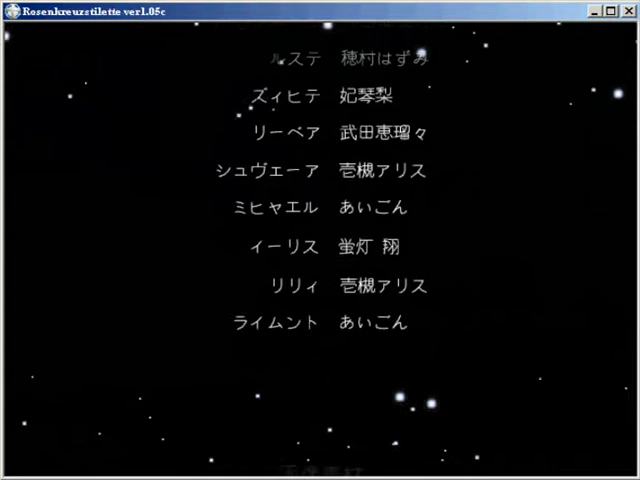 Rosenkreuzstilette ver1.05c
ルステ 穂村はずみ
ズィヒテ 妃琴梨
リーベア 武田恵瑠々
シュヴェーア 壱槻アリス
ミヒャエル あいごん
イーリス 蛍灯 翔
リリィ 壱槻アリス
ライムント あいごん